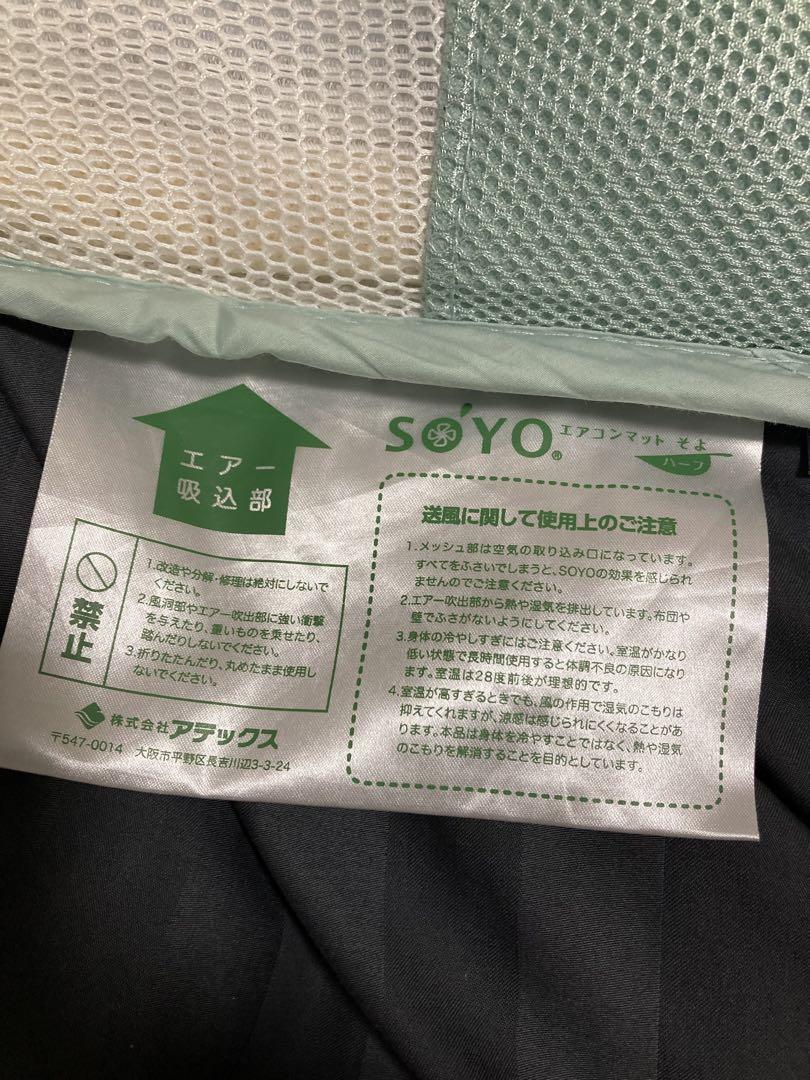 エアー
吸込部
SO'YO® エアコンマット そよ
ハーフ
禁止
1.改造や分解・修理は絶対にしないで
ください。
2.風河部やエアー吹出部に強い衝撃
を与えたり、重いものを乗せたり、
踏んだりしないでください。
3.折りたたんだり、丸めたまま使用し
ないでください。
株式会社アテックス
〒547-0014 大阪市平野区長吉川辺3-3-24
送風に関して使用上のご注意
1.メッシュ部は空気の取り込み口になっています。
すべてをふさいでしまうと、SOYOの効果を感じられ
ませんのでご注意ください。
2.エアー吹出部から熱や湿気を排出しています。布団や
壁でふさがないようにしてください。
3.身体の冷やしすぎにはご注意ください。室温がかなり
低い状態で長時間使用すると体調不良の原因になり
ます。室温は28度前後が理想的です。
4.室温が高すぎるときでも、風の作用で湿気のこもりは
抑えてくれますが、涼感は感じられにくくなることがあ
ります。本品は身体を冷やすことではなく、熱や湿気
のこもりを解消することを目的としています。